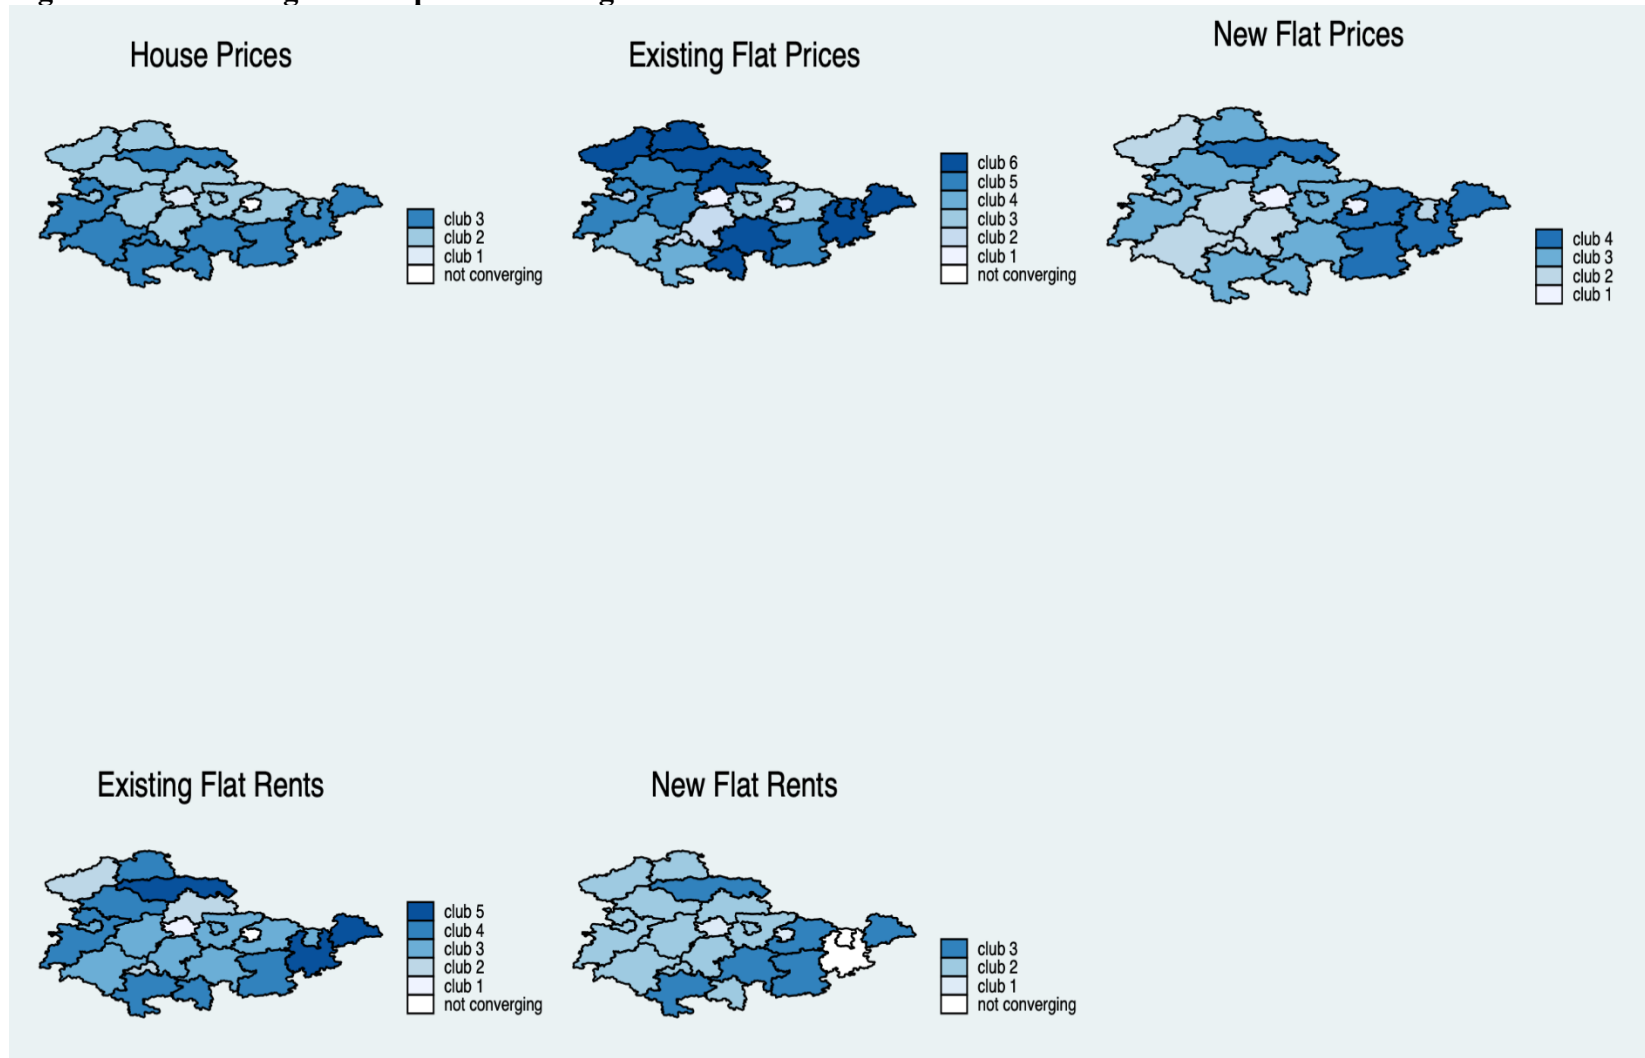 House Prices
club 3
club 2
club 1
not converging
Existing Flat Prices
club 6
club 5
club 4
club 3
club 2
club 1
not converging
New Flat Prices
club 4
club 3
club 2
club 1
Existing Flat Rents
club 5
club 4
club 3
club 2
club 1
not converging
New Flat Rents
club 3
club 2
club 1
not converging